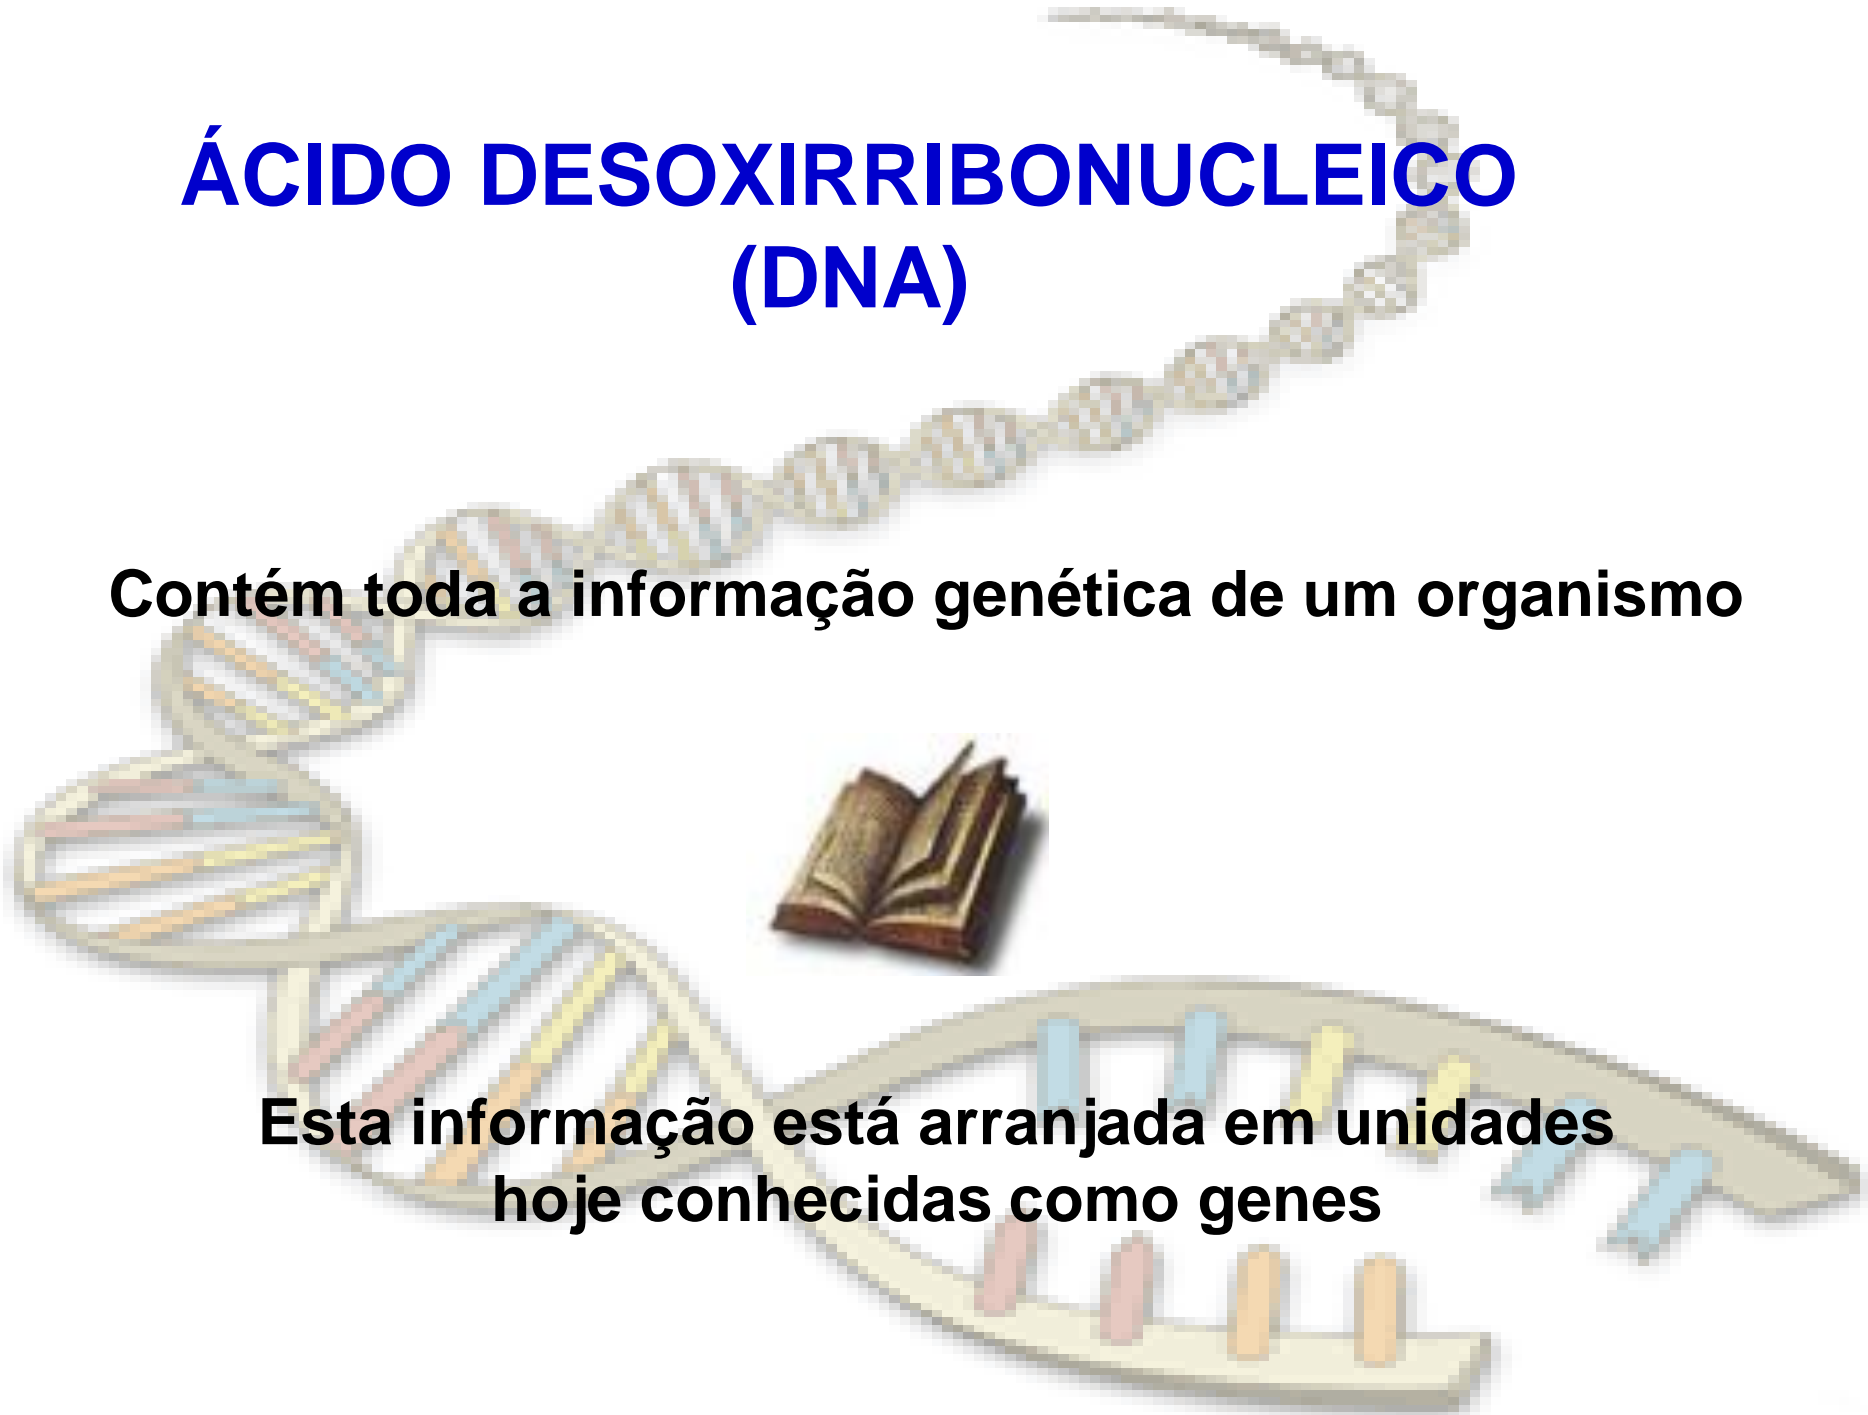 ÁCIDO DESOXIRRIBONUCLEICO
(DNA)
Contém toda a informação genética de um organismo
Esta informação está arranjada em unidades
hoje conhecidas como genes